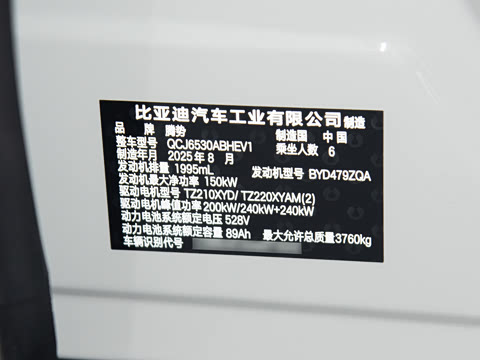 比亚迪汽车工业有限公司制造
品 牌 腾势 制造国 中国
整车型号 QCJ6530ABHEV1 乘坐人数 6
制造年月 2025年8月
发动机排量 1995mL 发动机型号 BYD479ZQA
发动机最大净功率 150kW
驱动电机型号 TZ210XYD/ TZ220XYAM(2)
驱动电机峰值功率 200kW/240kW+240kW
动力电池系统额定电压 528V
动力电池系统额定容量 89Ah 最大允许总质量3760kg
车辆识别代号